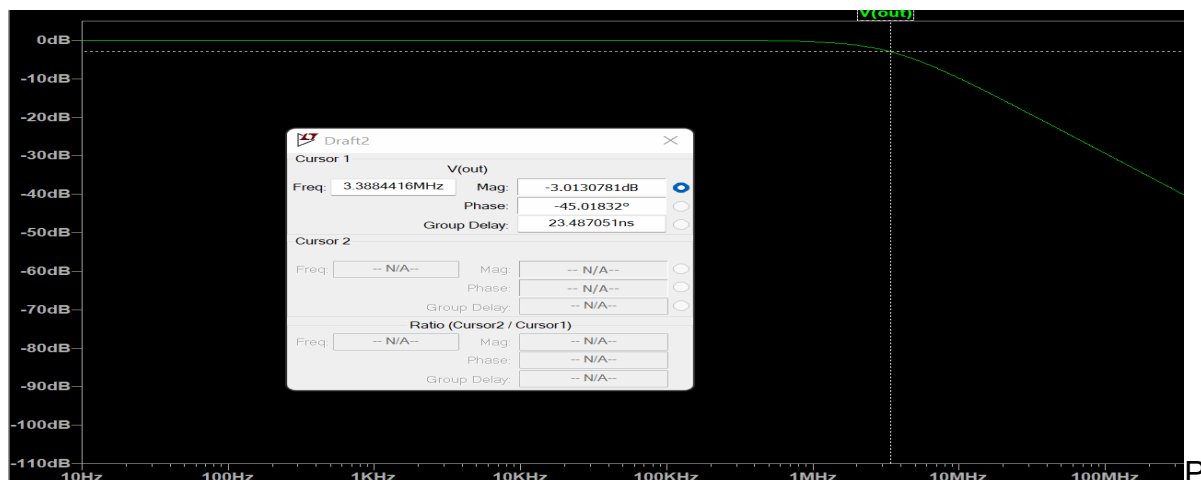 V(out)
0dB
-10dB
-20dB
-30dB
-40dB
-50dB
-60dB
-70dB
-80dB
-90dB
-100dB
-110dB
Draft2
Cursor 1
V(out)
Freq: 3.3884416MHz Mag: -3.0130781dB
Phase: -45.01832°
Group Delay: 23.487051ns
Cursor 2
Freq: -- N/A-- Mag: -- N/A--
Phase: -- N/A--
Group Delay: -- N/A--
Ratio (Cursor2 / Cursor1)
Freq: -- N/A-- Mag: -- N/A--
Phase: -- N/A--
Group Delay: -- N/A--
10Hz 100Hz 1KHz 10KHz 100KHz 1MHz 10MHz 100MHz
P